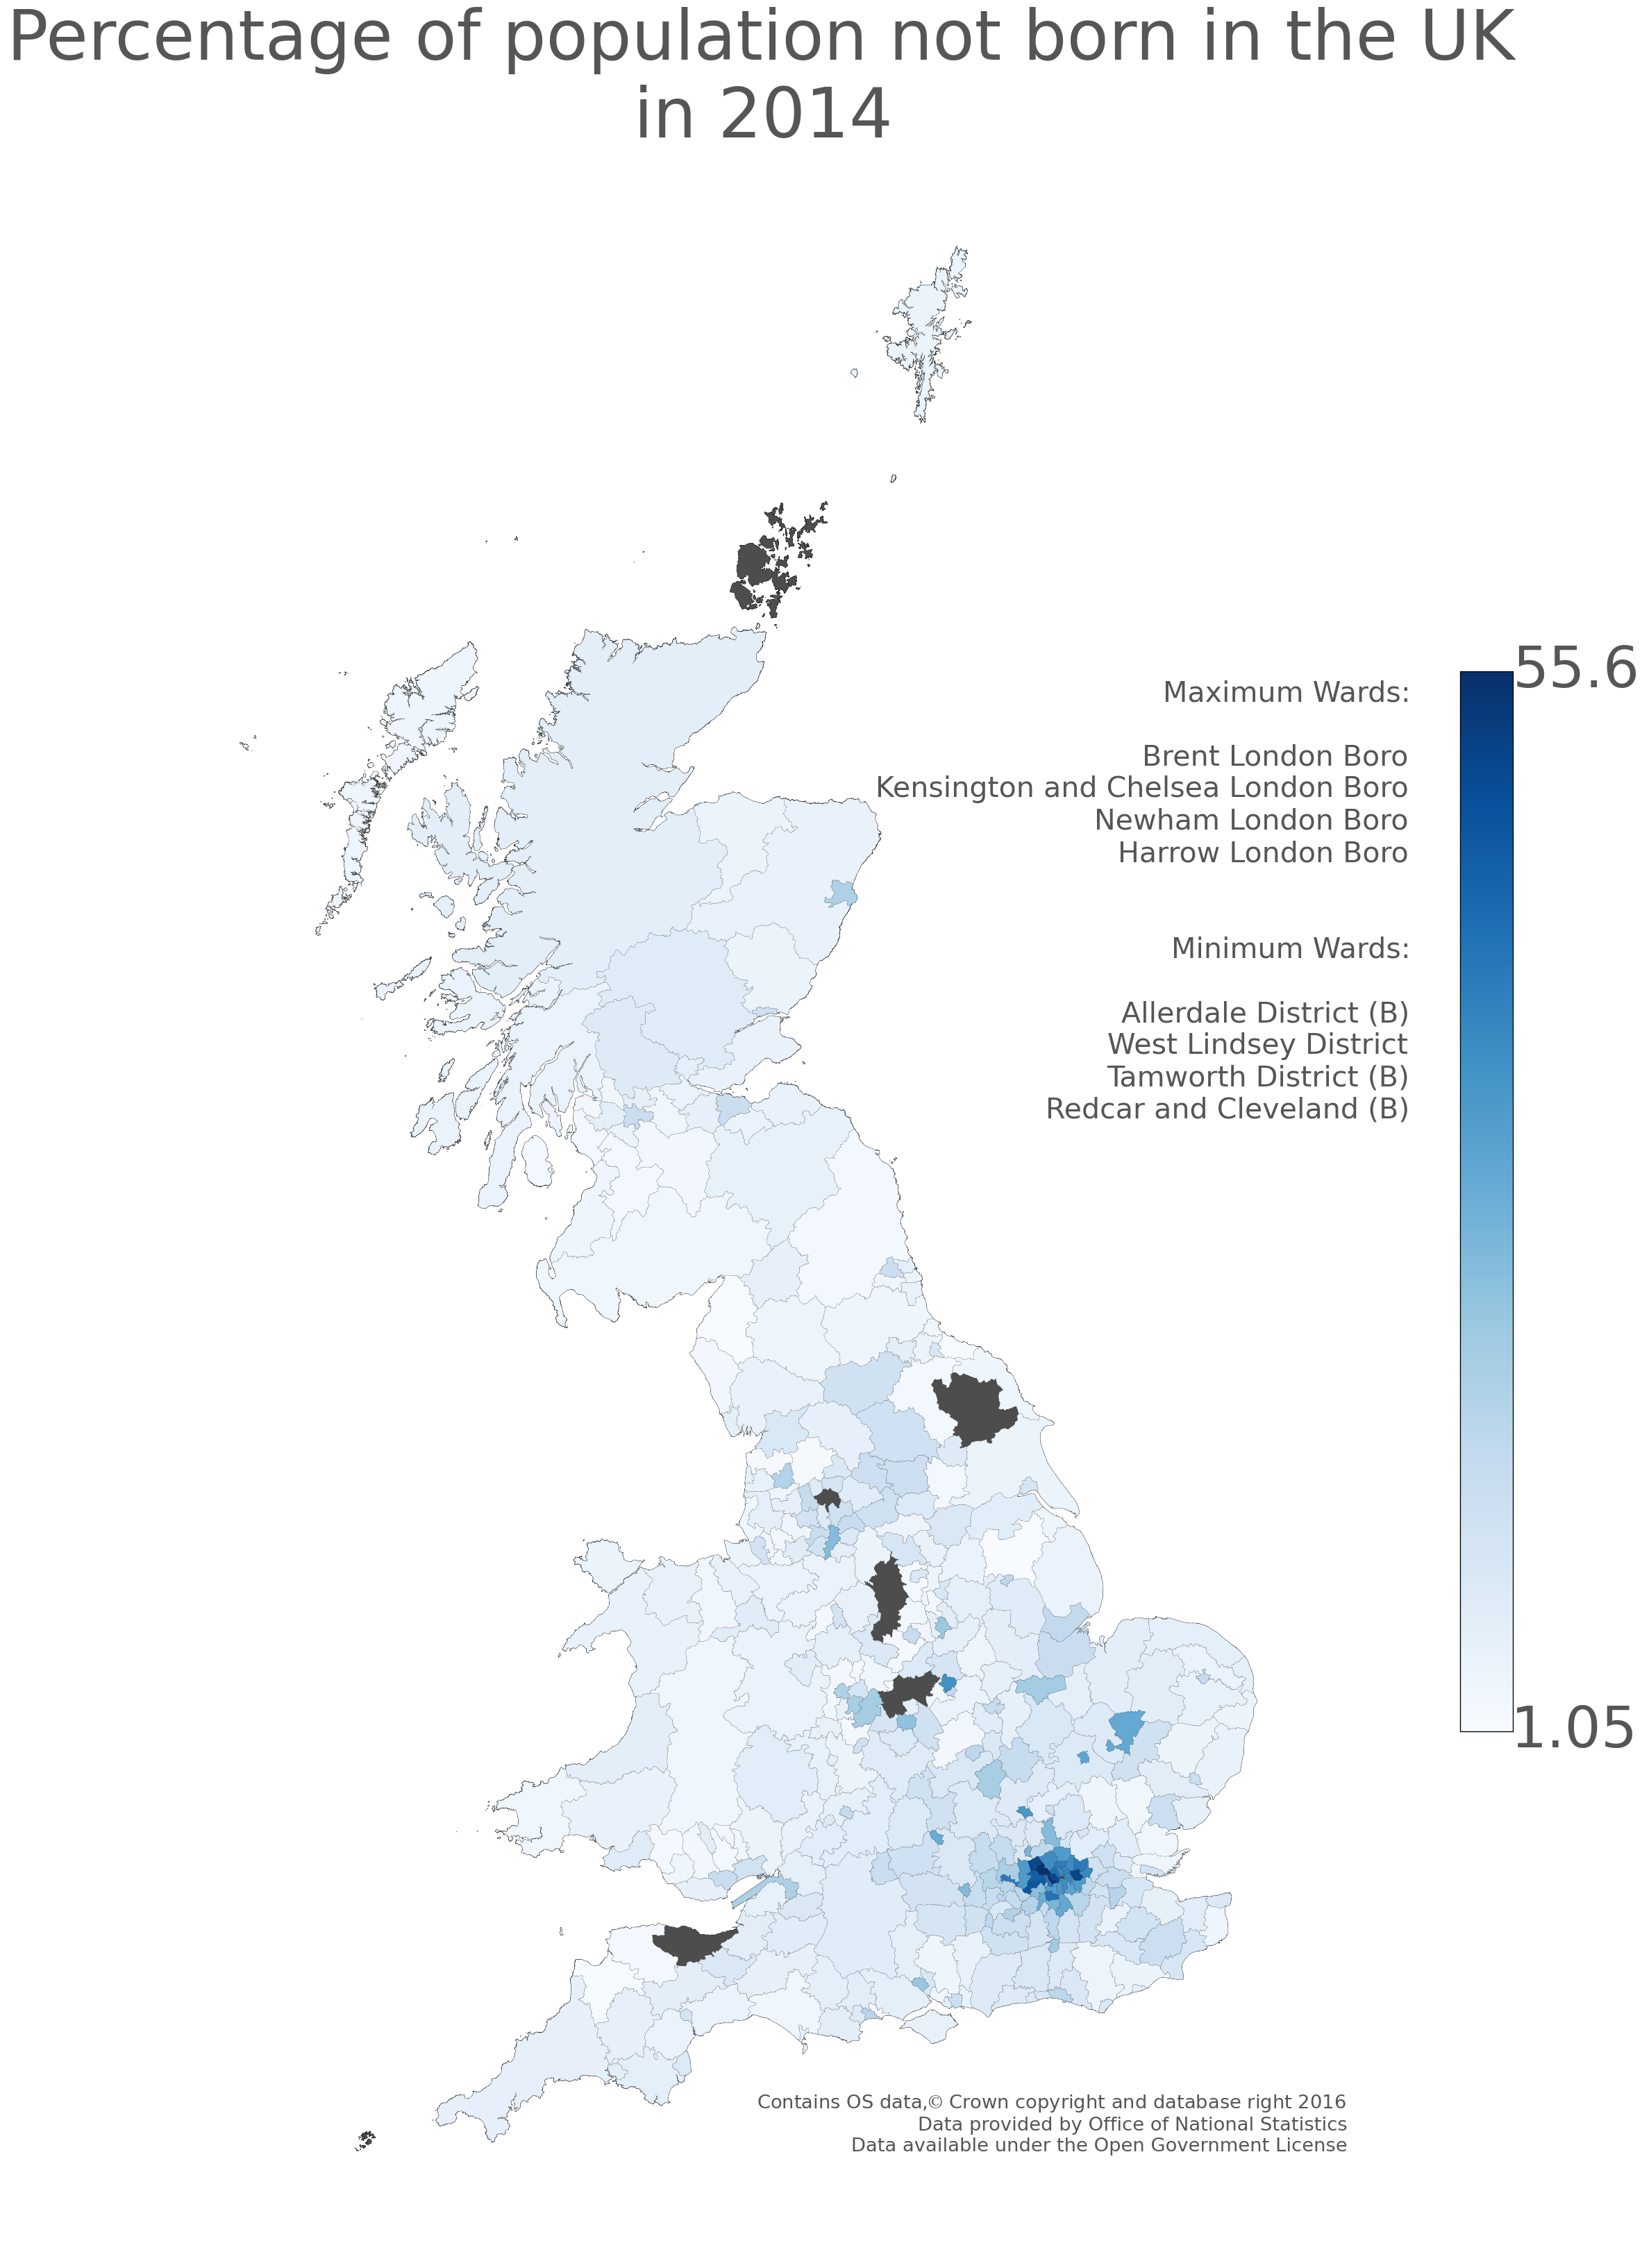 Percentage of population not born in the UK
in 2014
55.6
Maximum Wards:
Brent London Boro
Kensington and Chelsea London Boro
Newham London Boro
Harrow London Boro
Minimum Wards:
Allerdale District (B)
West Lindsey District
Tamworth District (B)
Redcar and Cleveland (B)
1.05
Contains OS data,© Crown copyright and database right 2016
Data provided by Office of National Statistics
Data available under the Open Government License